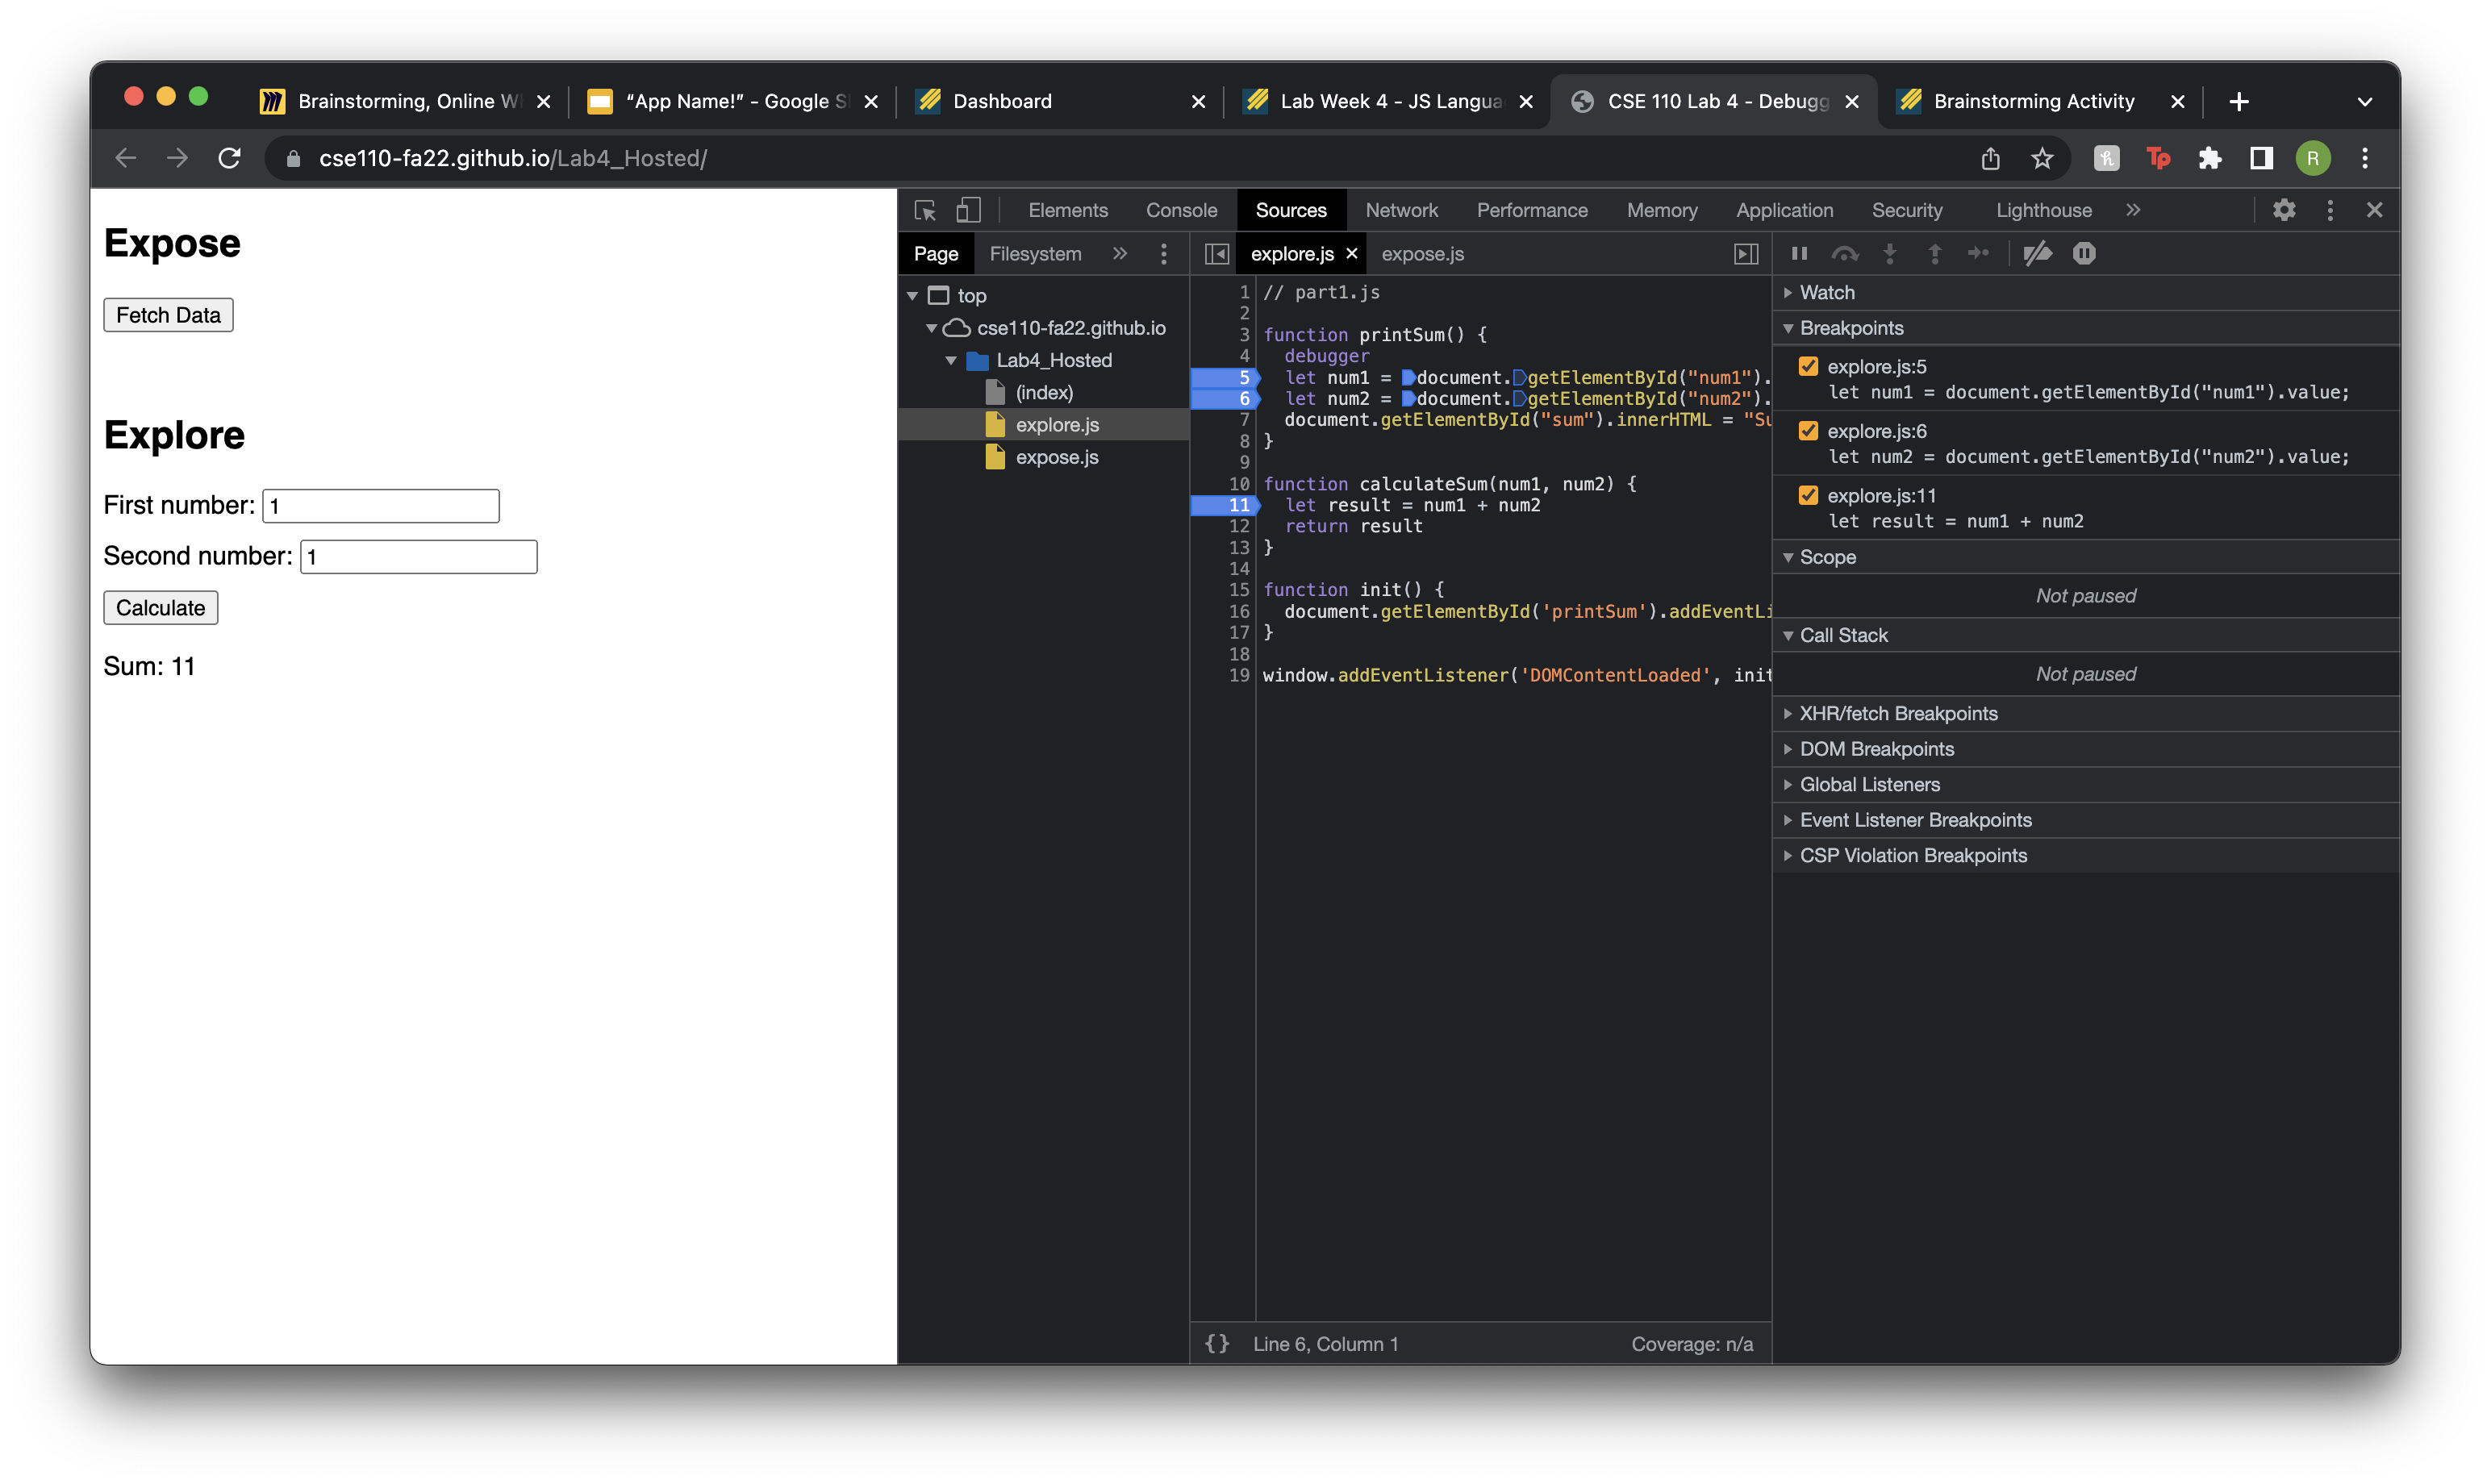 Brainstorming, Online W
“App Name!” - Google S
Dashboard
Lab Week 4 - JS Langua
CSE 110 Lab 4 - Debugg
Brainstorming Activity
cse110-fa22.github.io/Lab4_Hosted/
Tp
R
Expose
Fetch Data
Explore
First number: 1
Second number: 1
Calculate
Sum: 11
Elements Console Sources Network Performance Memory Application Security Lighthouse
Page Filesystem
top
cse110-fa22.github.io
Lab4_Hosted
(index)
explore.js
expose.js
explore.js expose.js
1 // part1.js
2
3 function printSum() {
4 debugger
5 let num1 = document.getElementById("num1").
6 let num2 = document.getElementById("num2").
7 document.getElementById("sum").innerHTML = "Su
8 }
9
10 function calculateSum(num1, num2) {
11 let result = num1 + num2
12 return result
13 }
14
15 function init() {
16 document.getElementById('printSum').addEventLi
17 }
18
19 window.addEventListener('DOMContentLoaded', init
{} Line 6, Column 1 Coverage: n/a
Watch
Breakpoints
explore.js:5
let num1 = document.getElementById("num1").value;
explore.js:6
let num2 = document.getElementById("num2").value;
explore.js:11
let result = num1 + num2
Scope
Not paused
Call Stack
Not paused
XHR/fetch Breakpoints
DOM Breakpoints
Global Listeners
Event Listener Breakpoints
CSP Violation Breakpoints